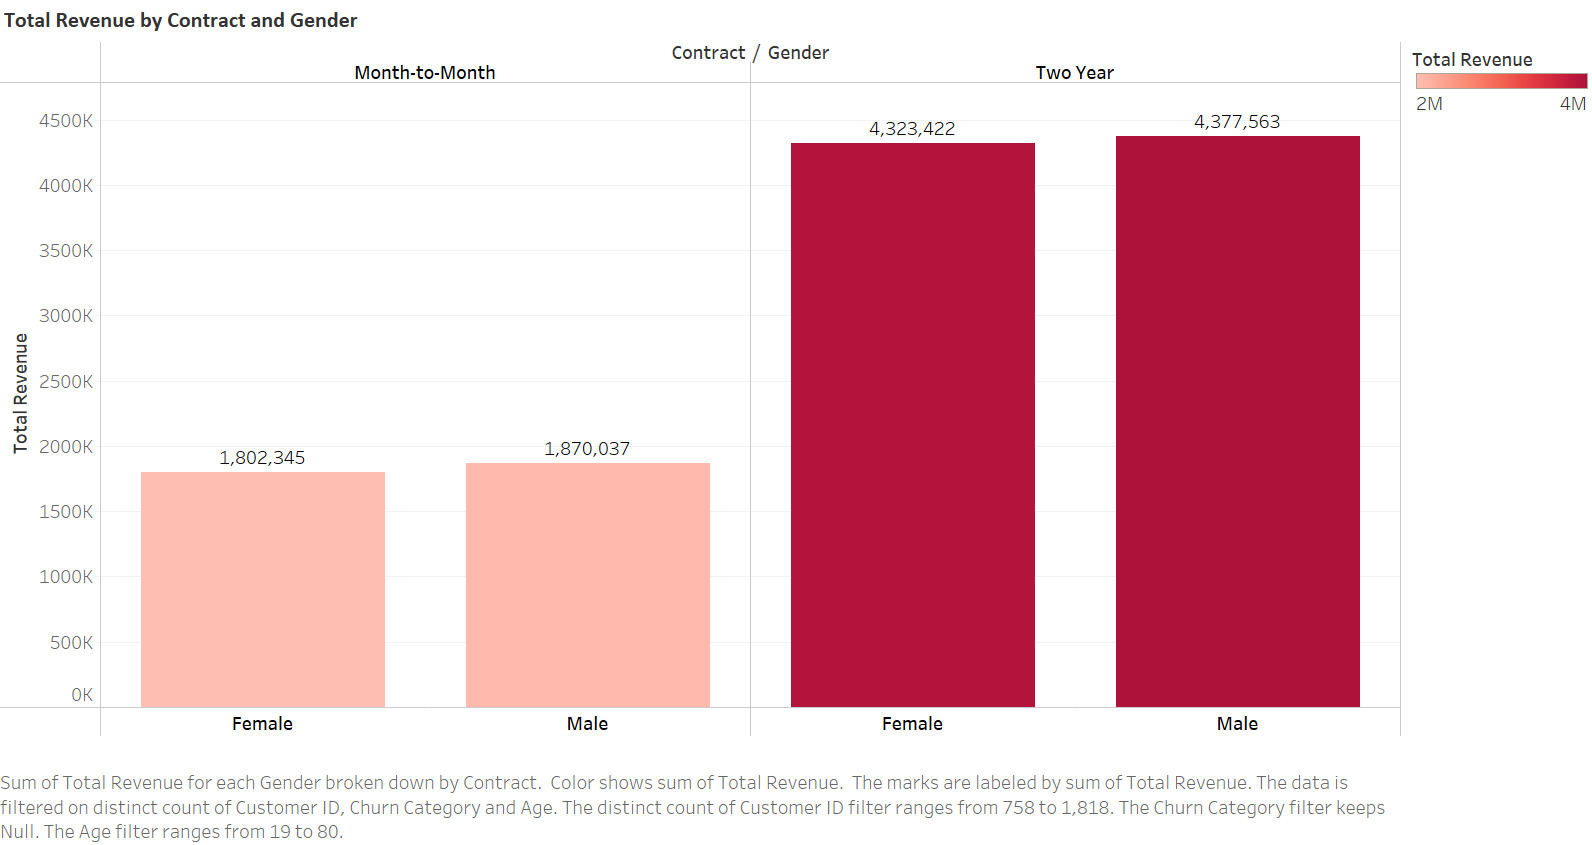 Total Revenue by Contract and Gender
Contract / Gender
Month-to-Month
Two Year
Total Revenue
2M 4M
Total Revenue
4500K
4000K
3500K
3000K
2500K
2000K
1500K
1000K
500K
0K
1,802,345
1,870,037
4,323,422
4,377,563
Female
Male
Female
Male
Sum of Total Revenue for each Gender broken down by Contract.  Color shows sum of Total Revenue.  The marks are labeled by sum of Total Revenue. The data is
filtered on distinct count of Customer ID, Churn Category and Age. The distinct count of Customer ID filter ranges from 758 to 1,818. The Churn Category filter keeps
Null. The Age filter ranges from 19 to 80.